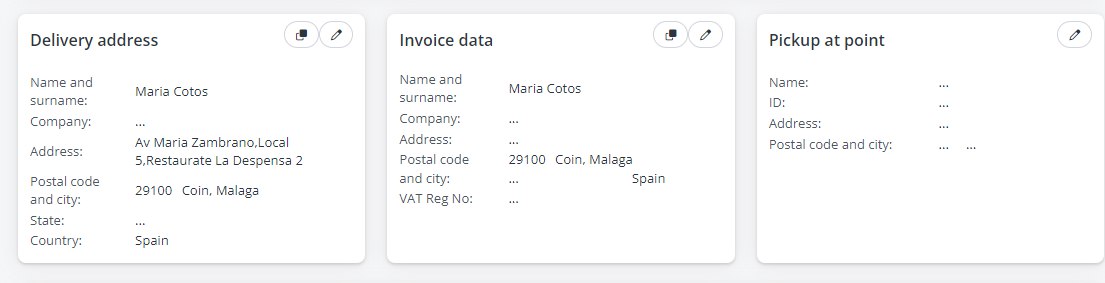 Delivery address
Name and
surname:
Maria Cotos
Company:
...
Address:
Av Maria Zambrano,Local
5,Restaurate La Despensa 2
Postal code
and city:
29100 Coin, Malaga
State:
...
Country:
Spain
Invoice data
Name and
surname:
Maria Cotos
Company:
...
Address:
...
Postal code
and city:
29100 Coin, Malaga
... Spain
VAT Reg No:
...
Pickup at point
Name:
...
ID:
...
Address:
...
Postal code and city:
... ...